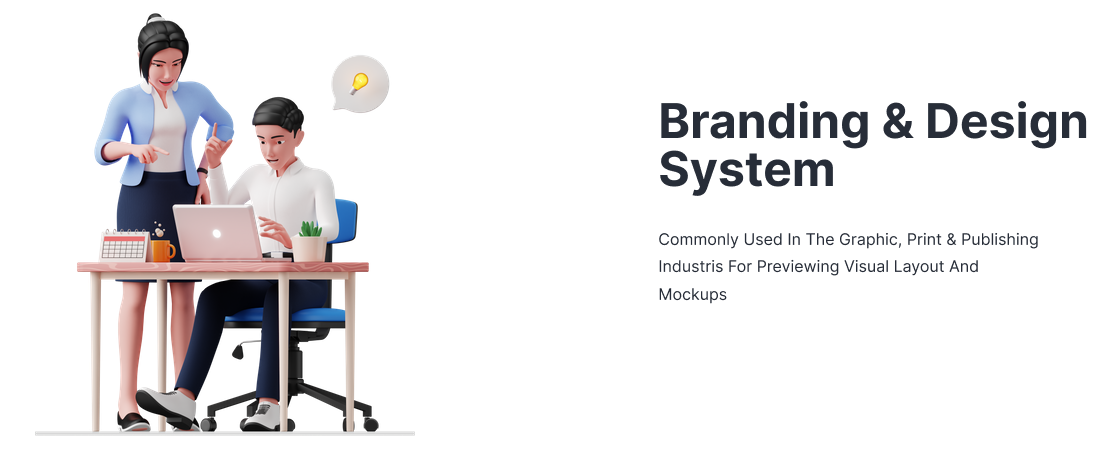 Branding & Design
System
Commonly Used In The Graphic, Print & Publishing
Industris For Previewing Visual Layout And
Mockups